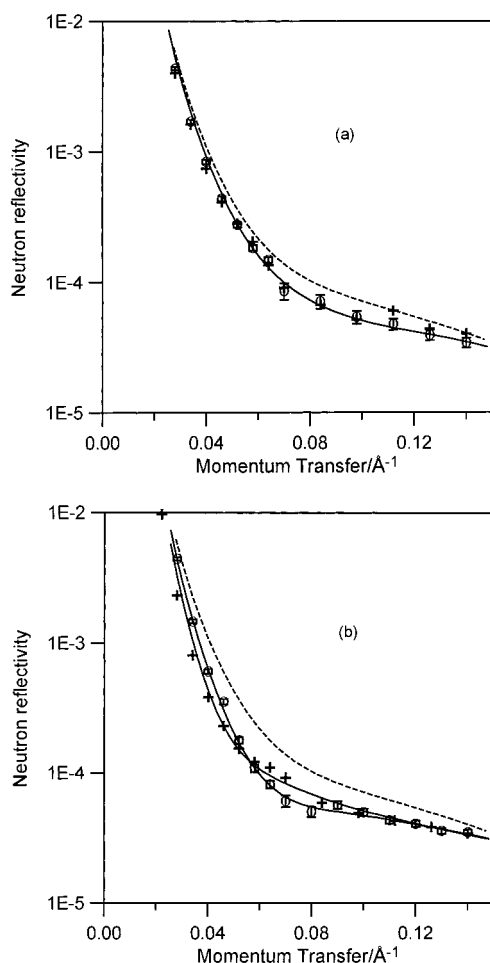 1E-2
(a)
1E-3
Neutron reflectivity
1E-4
1E-5
0.00
0.04
0.08
0.12
Momentum Transfer/Å⁻¹
1E-2
(b)
1E-3
Neutron reflectivity
1E-4
1E-5
0.00
0.04
0.08
0.12
Momentum Transfer/Å⁻¹